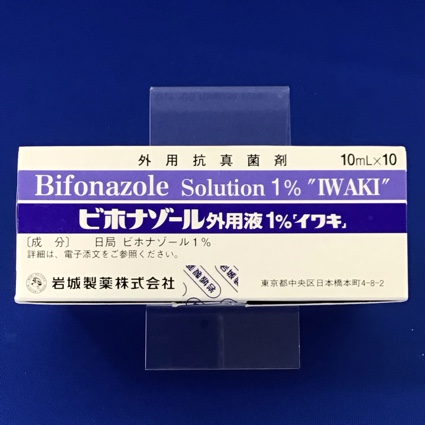 外用抗真菌剤 10mL×10
Bifonazole Solution 1% "IWAKI"
ビホナゾール外用液1%「イワキ」
〔成 分〕 日局 ビホナゾール1%
詳細は、電子添文をご参照ください。
岩城製薬株式会社
東京都中央区日本橋本町4-8-2